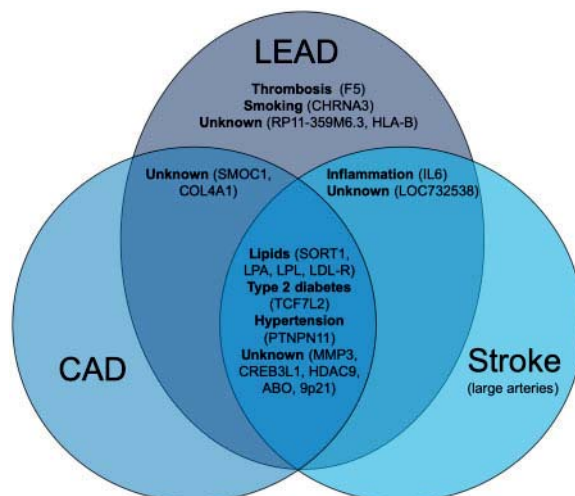 LEAD
Thrombosis (F5)
Smoking (CHRNA3)
Unknown (RP11-359M6.3, HLA-B)
Unknown (SMOC1,
COL4A1)
Inflammation (IL6)
Unknown (LOC732538)
Lipids (SORT1,
LPA, LPL, LDL-R)
Type 2 diabetes
(TCF7L2)
Hypertension
(PTNPN11)
Unknown (MMP3,
CREB3L1, HDAC9,
ABO, 9p21)
CAD
Stroke
(large arteries)